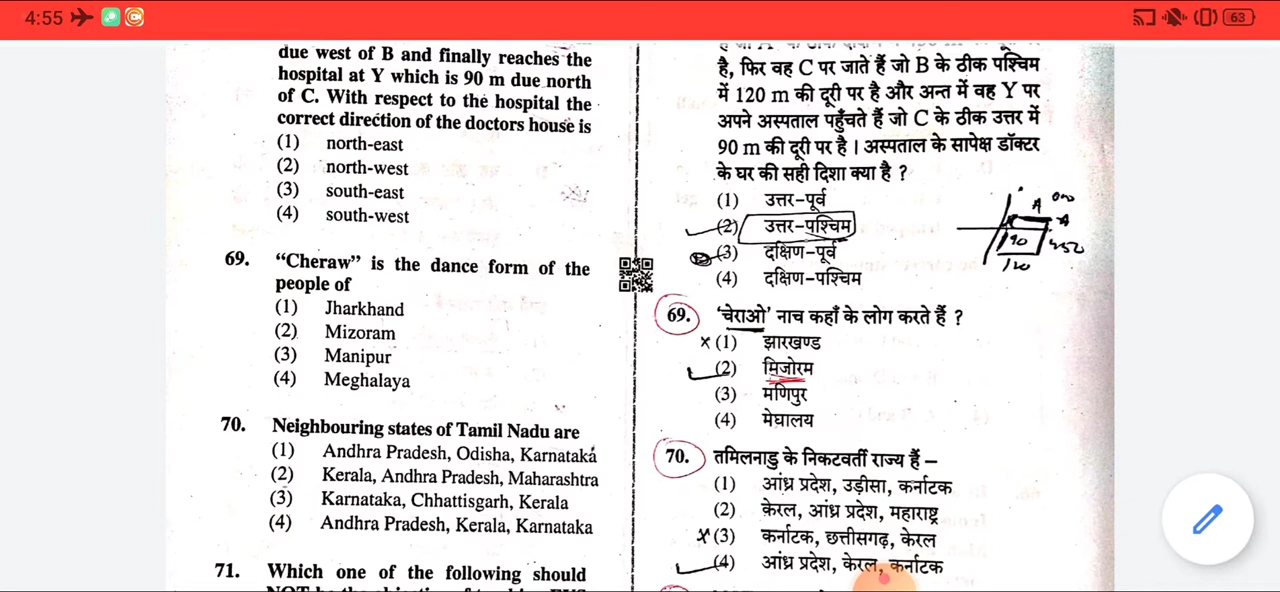 4:55
63
due west of B and finally reaches the
hospital at Y which is 90 m due north
of C. With respect to the hospital the
correct direction of the doctors house is
(1) north-east
(2) north-west
(3) south-east
(4) south-west
69. “Cheraw” is the dance form of the
people of
(1) Jharkhand
(2) Mizoram
(3) Manipur
(4) Meghalaya
70. Neighbouring states of Tamil Nadu are
(1) Andhra Pradesh, Odisha, Karnataka
(2) Kerala, Andhra Pradesh, Maharashtra
(3) Karnataka, Chhattisgarh, Kerala
(4) Andhra Pradesh, Kerala, Karnataka
71. Which one of the following should
है, फिर वह C पर जाते हैं जो B के ठीक पश्चिम
में 120 m की दूरी पर है और अन्त में वह Y पर
अपने अस्पताल पहुँचते हैं जो C के ठीक उत्तर में
90 m की दूरी पर है। अस्पताल के सापेक्ष डॉक्टर
के घर की सही दिशा क्या है ?
(1) उत्तर-पूर्व
(2) उत्तर-पश्चिम
(3) दक्षिण-पूर्व
(4) दक्षिण-पश्चिम
A
90
120
69. ‘चेराओ’ नाच कहाँ के लोग करते हैं ?
(1) झारखण्ड
(2) मिजोरम
(3) मणिपुर
(4) मेघालय
70. तमिलनाडु के निकटवर्ती राज्य हैं –
(1) आंध्र प्रदेश, उड़ीसा, कर्नाटक
(2) केरल, आंध्र प्रदेश, महाराष्ट्र
(3) कर्नाटक, छत्तीसगढ़, केरल
(4) आंध्र प्रदेश, केरल, कर्नाटक